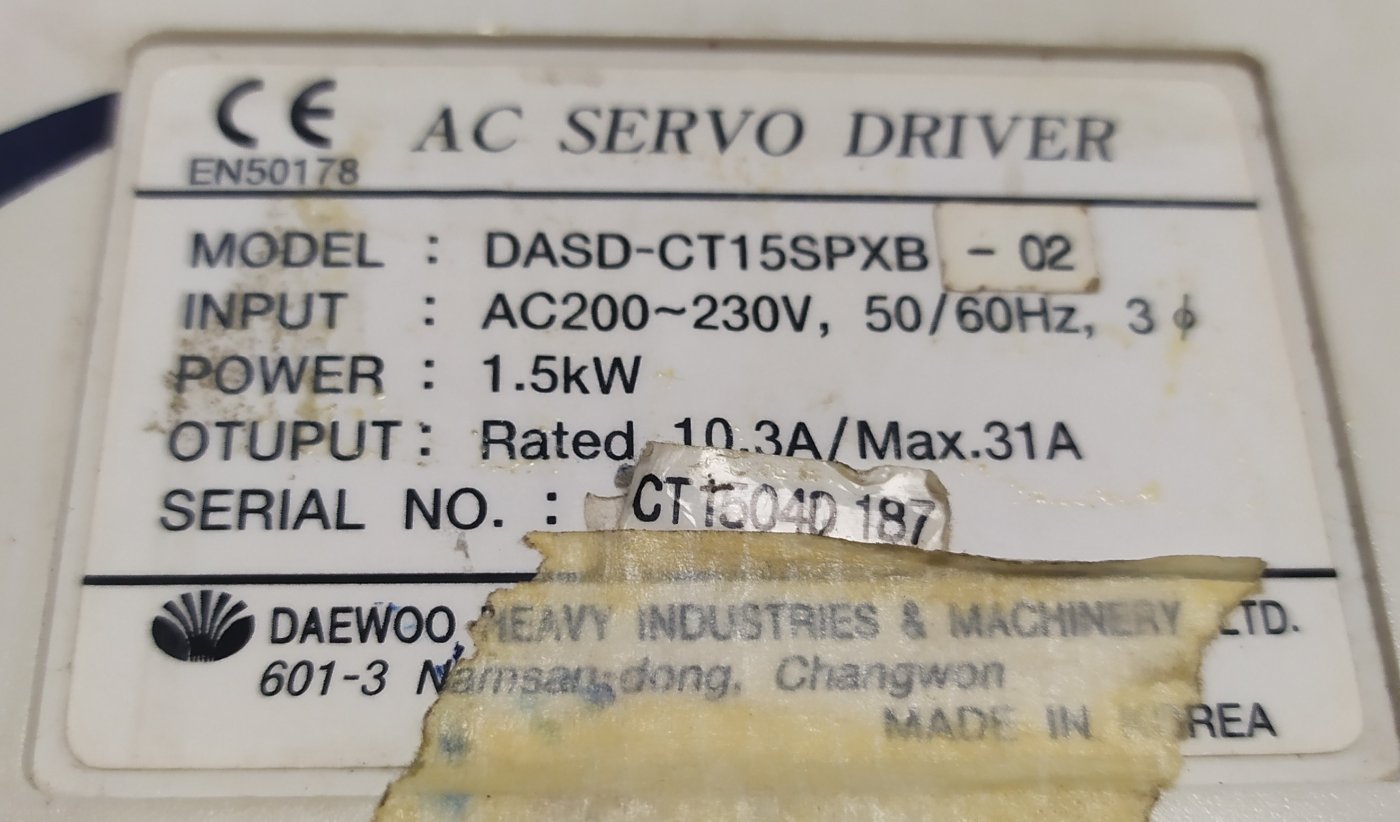 CE AC SERVO DRIVER
EN50178
MODEL : DASD-CT15SPXB - 02
INPUT : AC200~230V, 50/60Hz, 3 ϕ
POWER : 1.5kW
OTUPUT : Rated 10.3A/Max.31A
SERIAL NO. : CT1504D 187
DAEWOO HEAVY INDUSTRIES & MACHINERY LTD.
601-3 Namsan-dong, Changwon
MADE IN KOREA